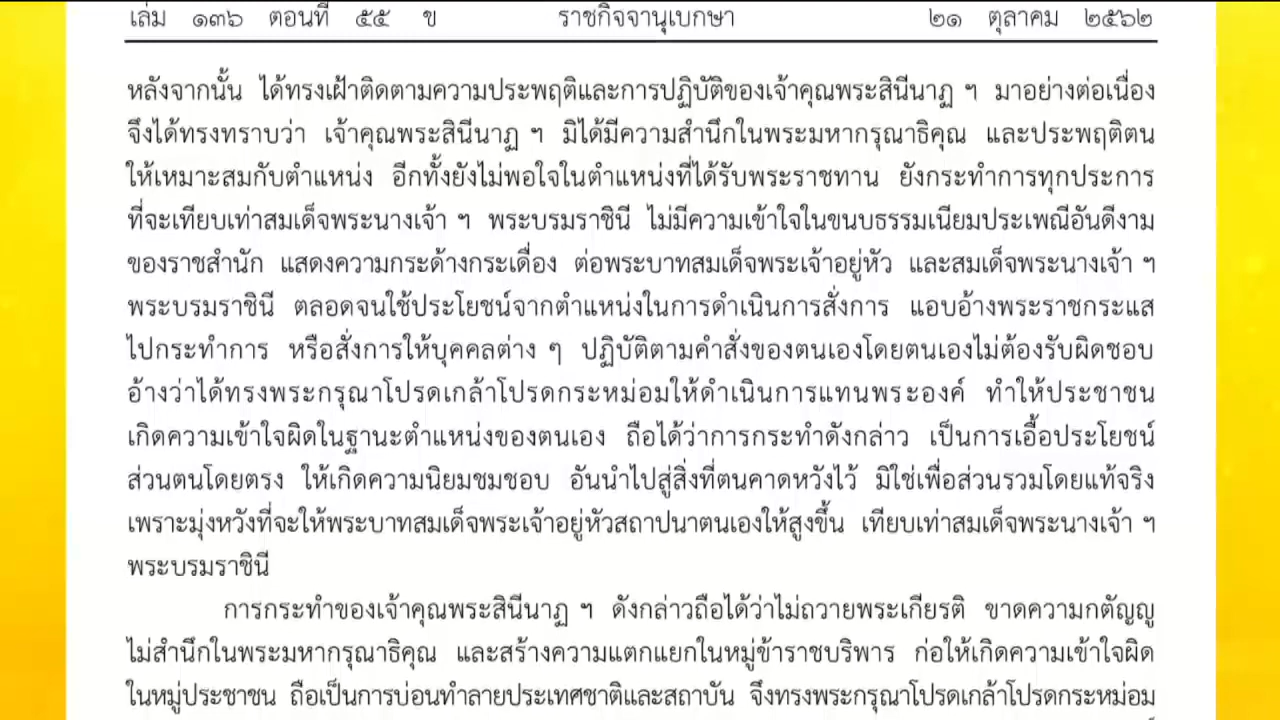 เล่ม ๑๓๖ ตอนที่ ๕๕ ข ราชกิจจานุเบกษา ๒๑ ตุลาคม ๒๕๖๒
หลังจากนั้น ได้ทรงเฝ้าติดตามความประพฤติและการปฏิบัติของเจ้าคุณพระสินีนาฏ ฯ มาอย่างต่อเนื่อง
จึงได้ทรงทราบว่า เจ้าคุณพระสินีนาฏ ฯ มิได้มีความสำนึกในพระมหากรุณาธิคุณ และประพฤติตน
ให้เหมาะสมกับตำแหน่ง อีกทั้งยังไม่พอใจในตำแหน่งที่ได้รับพระราชทาน ยังกระทำการทุกประการ
ที่จะเทียบเท่าสมเด็จพระนางเจ้า ฯ พระบรมราชินี ไม่มีความเข้าใจในขนบธรรมเนียมประเพณีอันดีงาม
ของราชสำนัก แสดงความกระด้างกระเดื่อง ต่อพระบาทสมเด็จพระเจ้าอยู่หัว และสมเด็จพระนางเจ้า ฯ
พระบรมราชินี ตลอดจนใช้ประโยชน์จากตำแหน่งในการดำเนินการสั่งการ แอบอ้างพระราชกระแส
ไปกระทำการ หรือสั่งการให้บุคคลต่าง ๆ ปฏิบัติตามคำสั่งของตนเองโดยตนเองไม่ต้องรับผิดชอบ
อ้างว่าได้ทรงพระกรุณาโปรดเกล้าโปรดกระหม่อมให้ดำเนินการแทนพระองค์ ทำให้ประชาชน
เกิดความเข้าใจผิดในฐานะตำแหน่งของตนเอง ถือได้ว่าการกระทำดังกล่าว เป็นการเอื้อประโยชน์
ส่วนตนโดยตรง ให้เกิดความนิยมชมชอบ อันนำไปสู่สิ่งที่ตนคาดหวังไว้ มิใช่เพื่อส่วนรวมโดยแท้จริง
เพราะมุ่งหวังที่จะให้พระบาทสมเด็จพระเจ้าอยู่หัวสถาปนาตนเองให้สูงขึ้น เทียบเท่าสมเด็จพระนางเจ้า ฯ
พระบรมราชินี
การกระทำของเจ้าคุณพระสินีนาฏ ฯ ดังกล่าวถือได้ว่าไม่ถวายพระเกียรติ ขาดความกตัญญู
ไม่สำนึกในพระมหากรุณาธิคุณ และสร้างความแตกแยกในหมู่ข้าราชบริพาร ก่อให้เกิดความเข้าใจผิด
ในหมู่ประชาชน ถือเป็นการบ่อนทำลายประเทศชาติและสถาบัน จึงทรงพระกรุณาโปรดเกล้าโปรดกระหม่อม